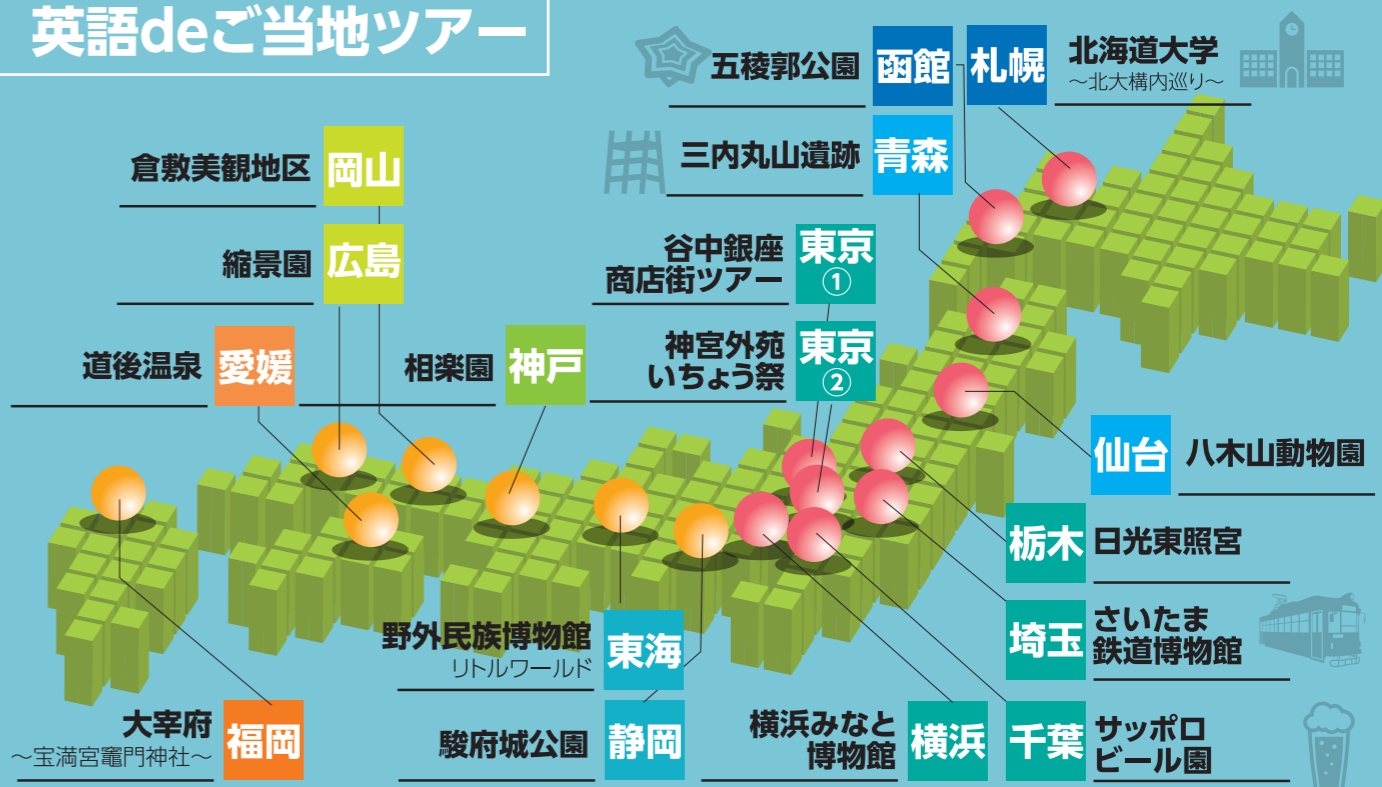 英語deご当地ツアー
五稜郭公園
函館
札幌
北海道大学
〜北大構内巡り〜
倉敷美観地区
岡山
三内丸山遺跡
青森
縮景園
広島
谷中銀座
商店街ツアー
東京
①
道後温泉
愛媛
相楽園
神戸
神宮外苑
いちょう祭
東京
②
仙台
八木山動物園
栃木
日光東照宮
野外民族博物館
リトルワールド
東海
埼玉
さいたま
鉄道博物館
大宰府
〜宝満宮竈門神社〜
福岡
駿府城公園
静岡
横浜みなと
博物館
横浜
千葉
サッポロ
ビール園